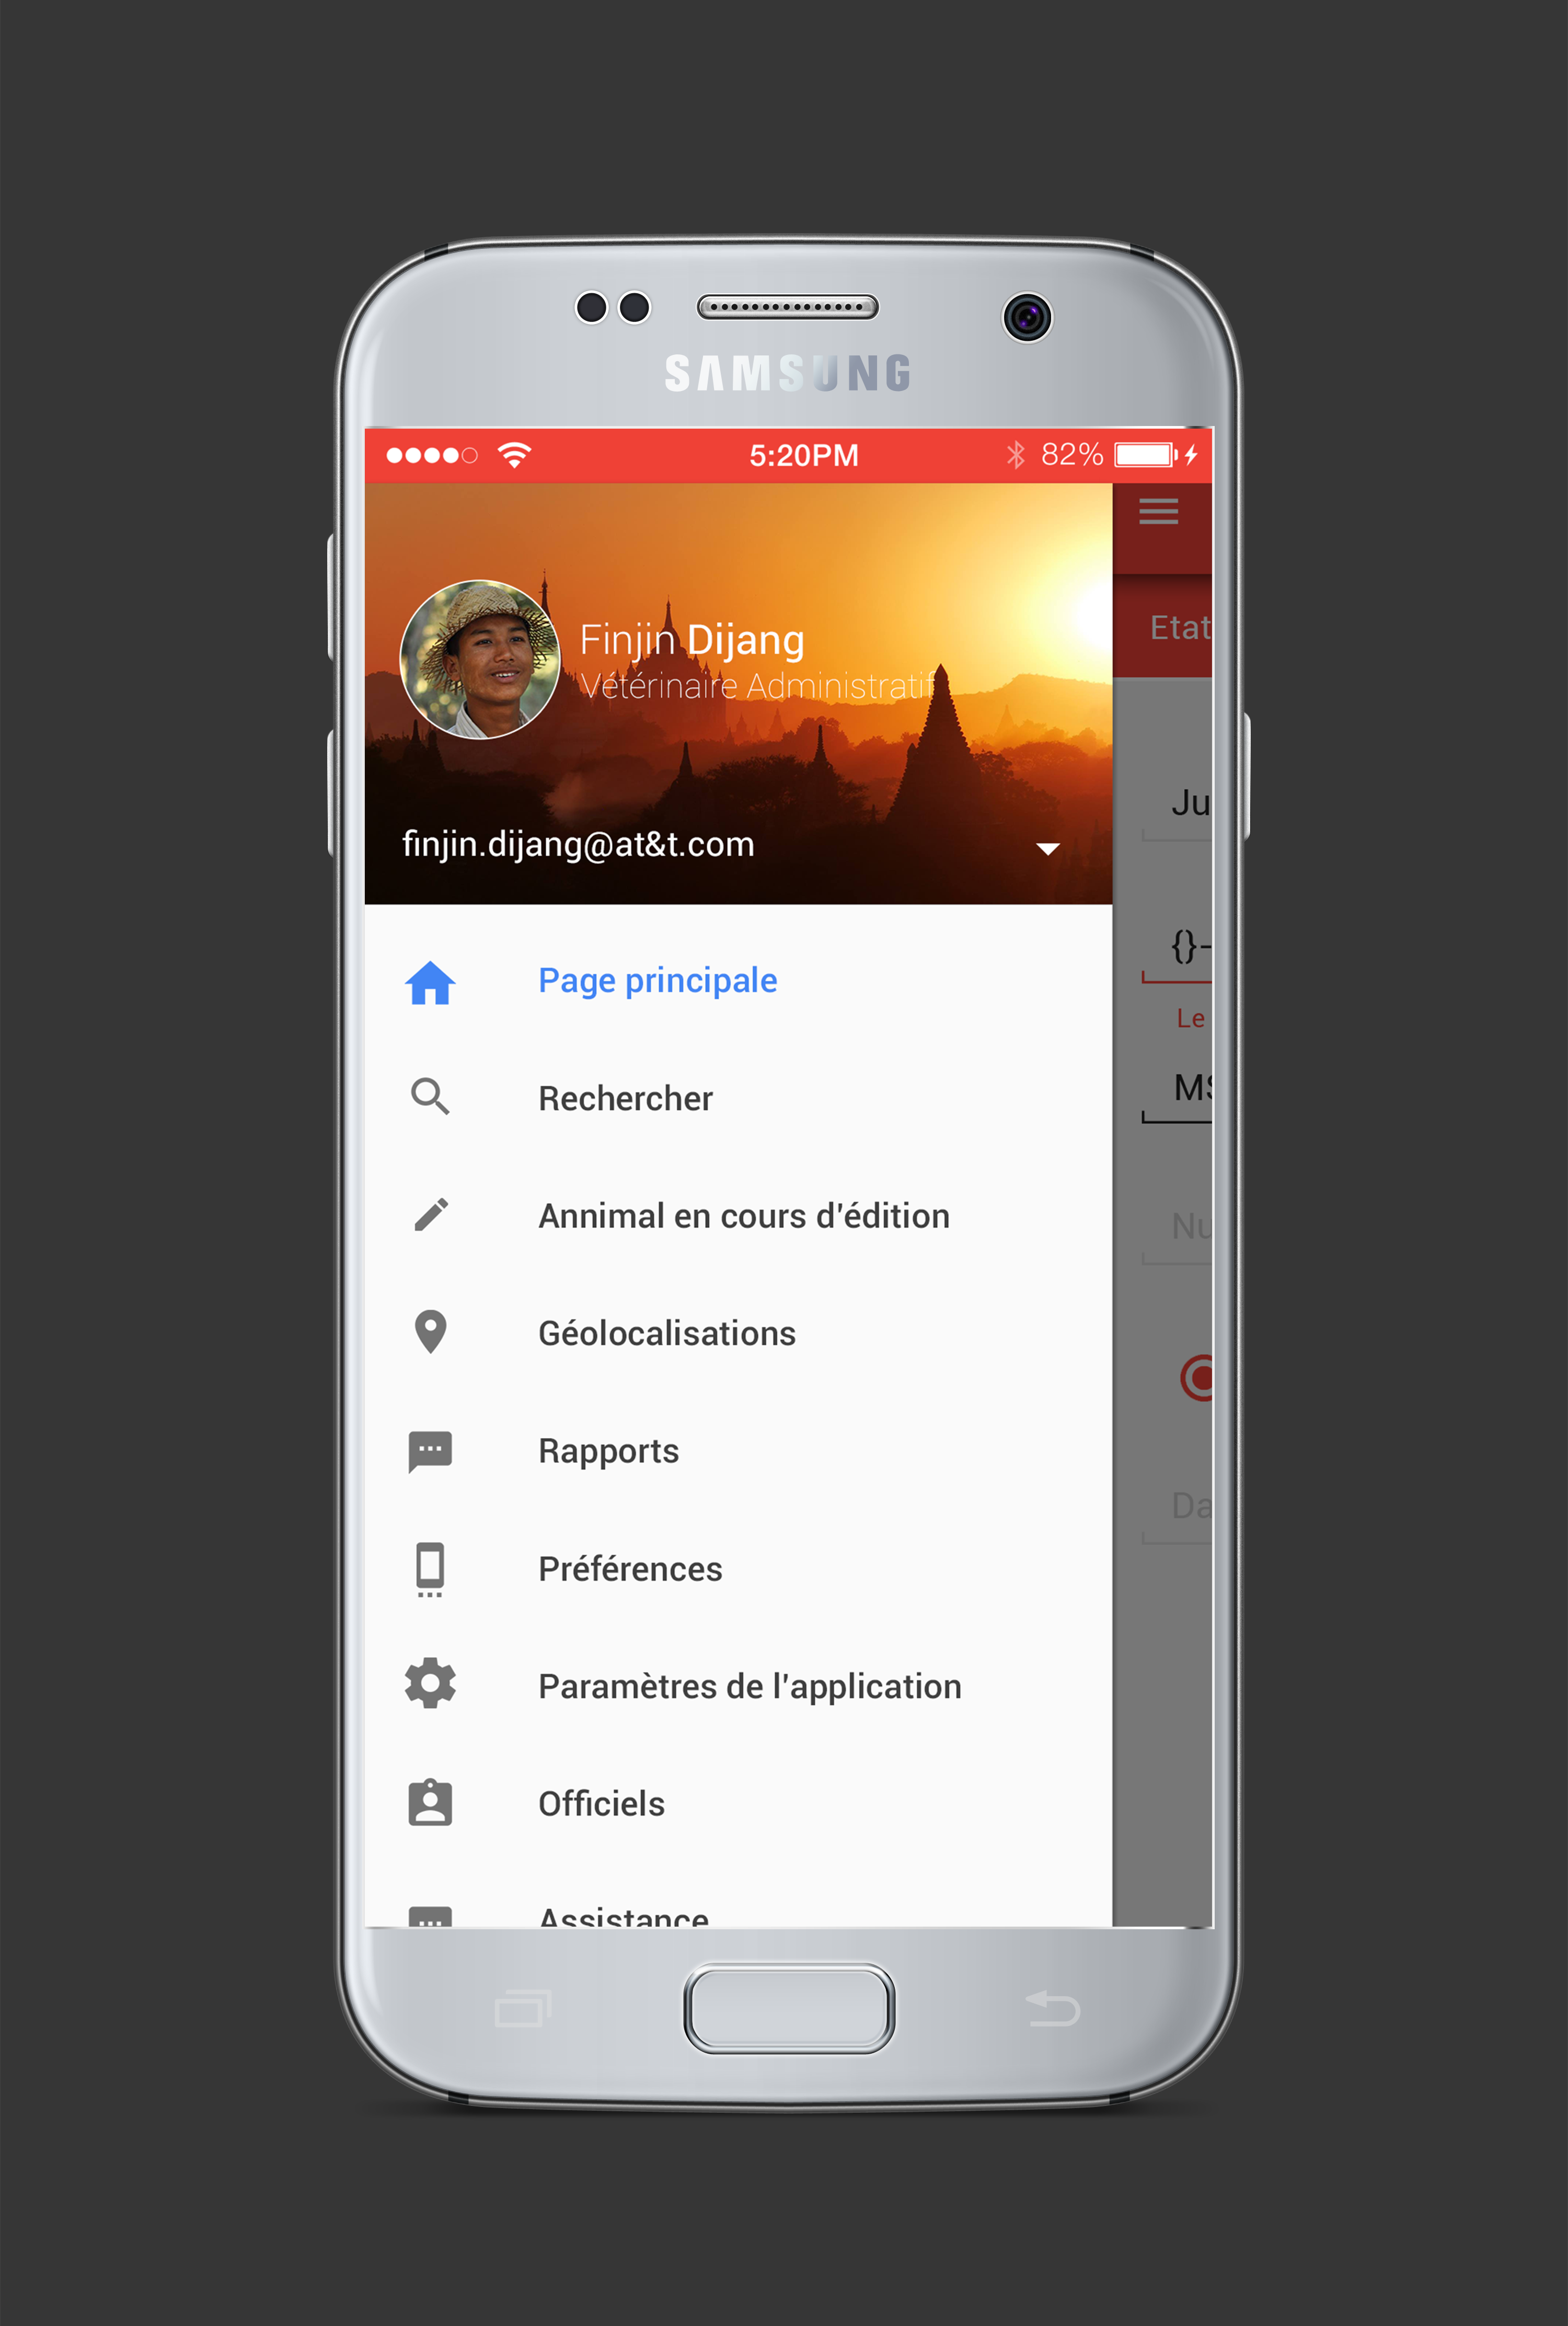 SAMSUNG
5:20PM 82%
Finjin Dijang
Vétérinaire Administratif
finjin.dijang@at&t.com
Page principale
Rechercher
Annimal en cours d'édition
Géolocalisations
Rapports
Préférences
Paramètres de l'application
Officiels
Assistance
Etat
Ju
{}-
Le
MS
Nu
Da